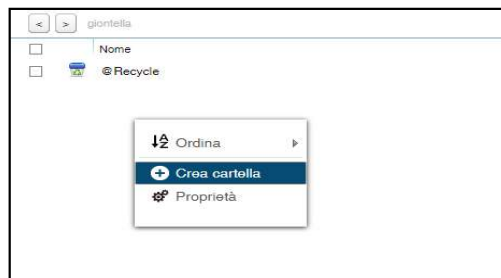 < > giontella
Nome
@Recycle
Ordina
Crea cartella
Proprietà